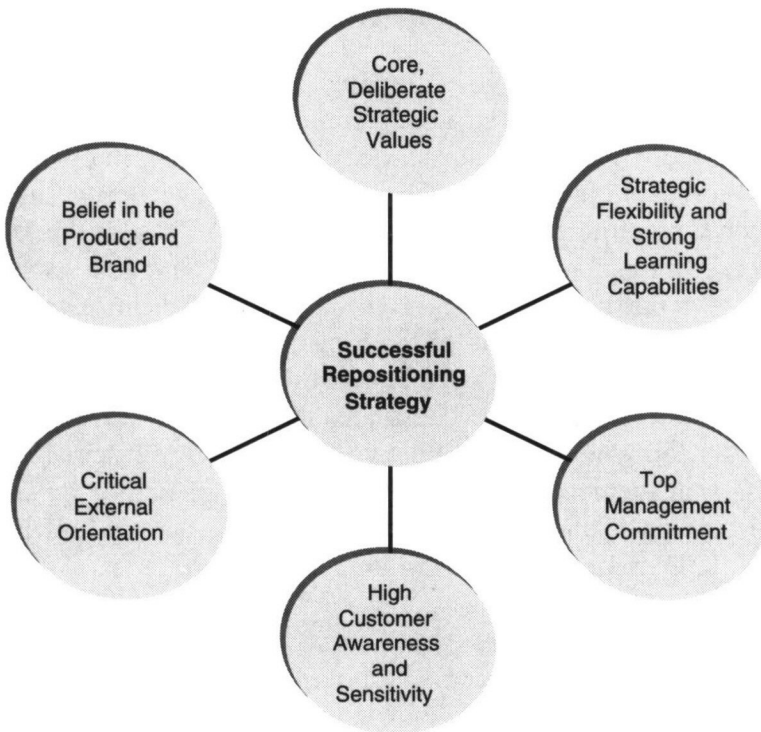 Core,
Deliberate
Strategic
Values
Belief in the
Product and
Brand
Strategic
Flexibility and
Strong
Learning
Capabilities
Successful
Repositioning
Strategy
Critical
External
Orientation
Top
Management
Commitment
High
Customer
Awareness
and
Sensitivity